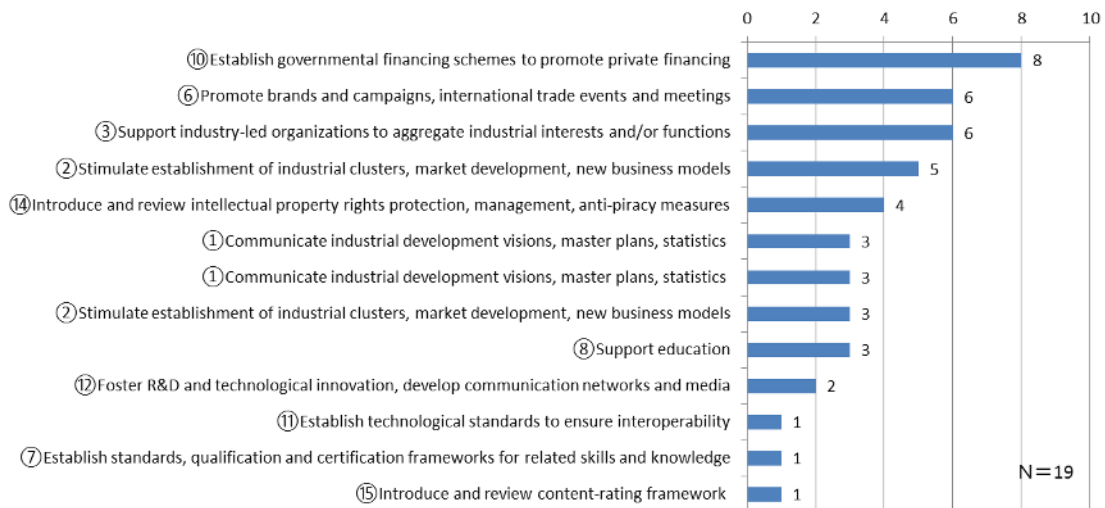 0 2 4 6 8 10
⑩Establish governmental financing schemes to promote private financing 8
⑥Promote brands and campaigns, international trade events and meetings 6
③Support industry-led organizations to aggregate industrial interests and/or functions 6
②Stimulate establishment of industrial clusters, market development, new business models 5
⑭Introduce and review intellectual property rights protection, management, anti-piracy measures 4
①Communicate industrial development visions, master plans, statistics 3
①Communicate industrial development visions, master plans, statistics 3
②Stimulate establishment of industrial clusters, market development, new business models 3
⑧Support education 3
⑫Foster R&D and technological innovation, develop communication networks and media 2
⑪Establish technological standards to ensure interoperability 1
⑦Establish standards, qualification and certification frameworks for related skills and knowledge 1
N=19
⑮Introduce and review content-rating framework 1